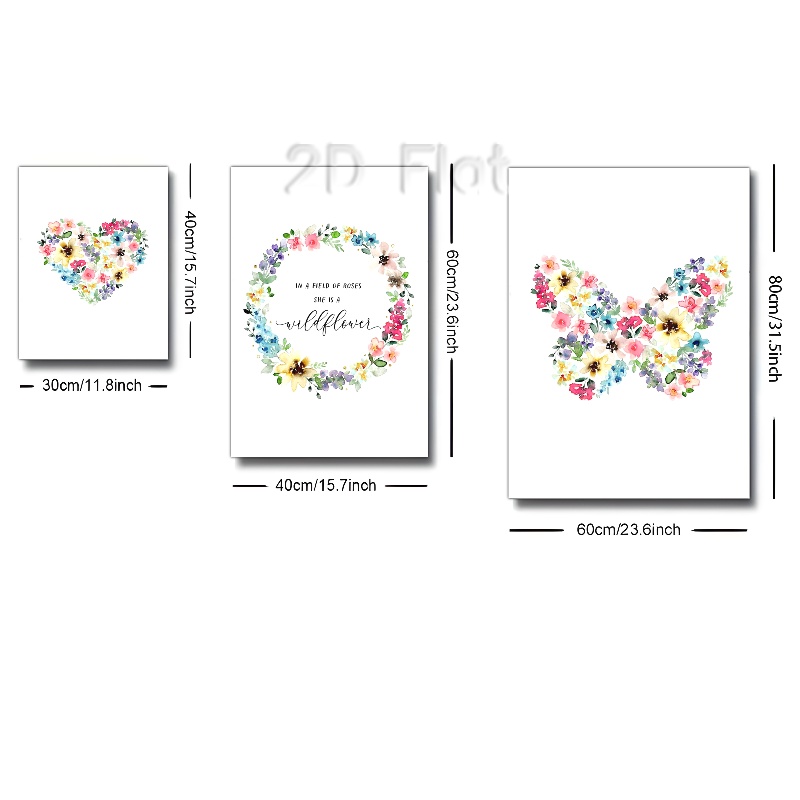 2D Flat
40cm/15.7inch
30cm/11.8inch
IN A FIELD OF ROSES
SHE IS A
wildflower
60cm/23.6inch
40cm/15.7inch
80cm/31.5inch
60cm/23.6inch